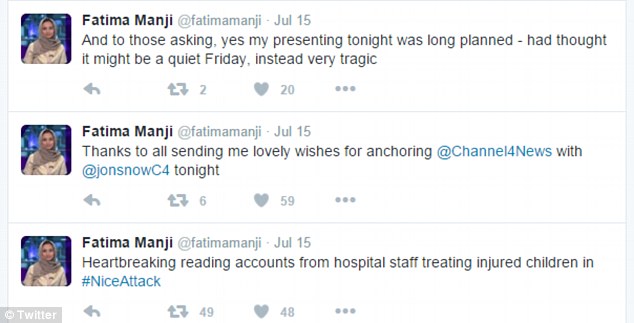 Fatima Manji @fatimamanji · Jul 15
And to those asking, yes my presenting tonight was long planned - had thought
it might be a quiet Friday, instead very tragic
2 20
Fatima Manji @fatimamanji · Jul 15
Thanks to all sending me lovely wishes for anchoring @Channel4News with
@jonsnowC4 tonight
6 59
Fatima Manji @fatimamanji · Jul 15
Heartbreaking reading accounts from hospital staff treating injured children in
#NiceAttack
49 48
© Twitter